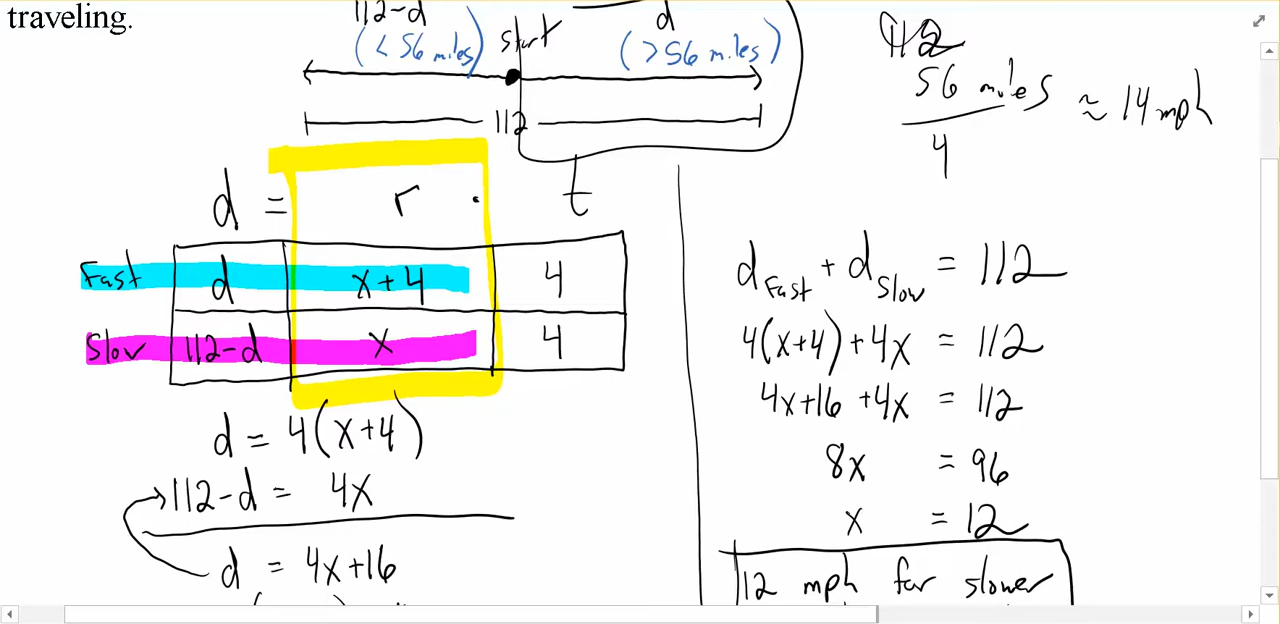 traveling.
112-d
d
(< 56 miles)
start
(> 56 miles)
112
112
56 miles
4
≈ 14 mph
d = r · t
Fast d x+4 4
Slow 112-d x 4
d = 4(x+4)
112-d = 4x
d = 4x+16
dFast + dSlow = 112
4(x+4)+4x = 112
4x+16 +4x = 112
8x = 96
x = 12
12 mph for slower